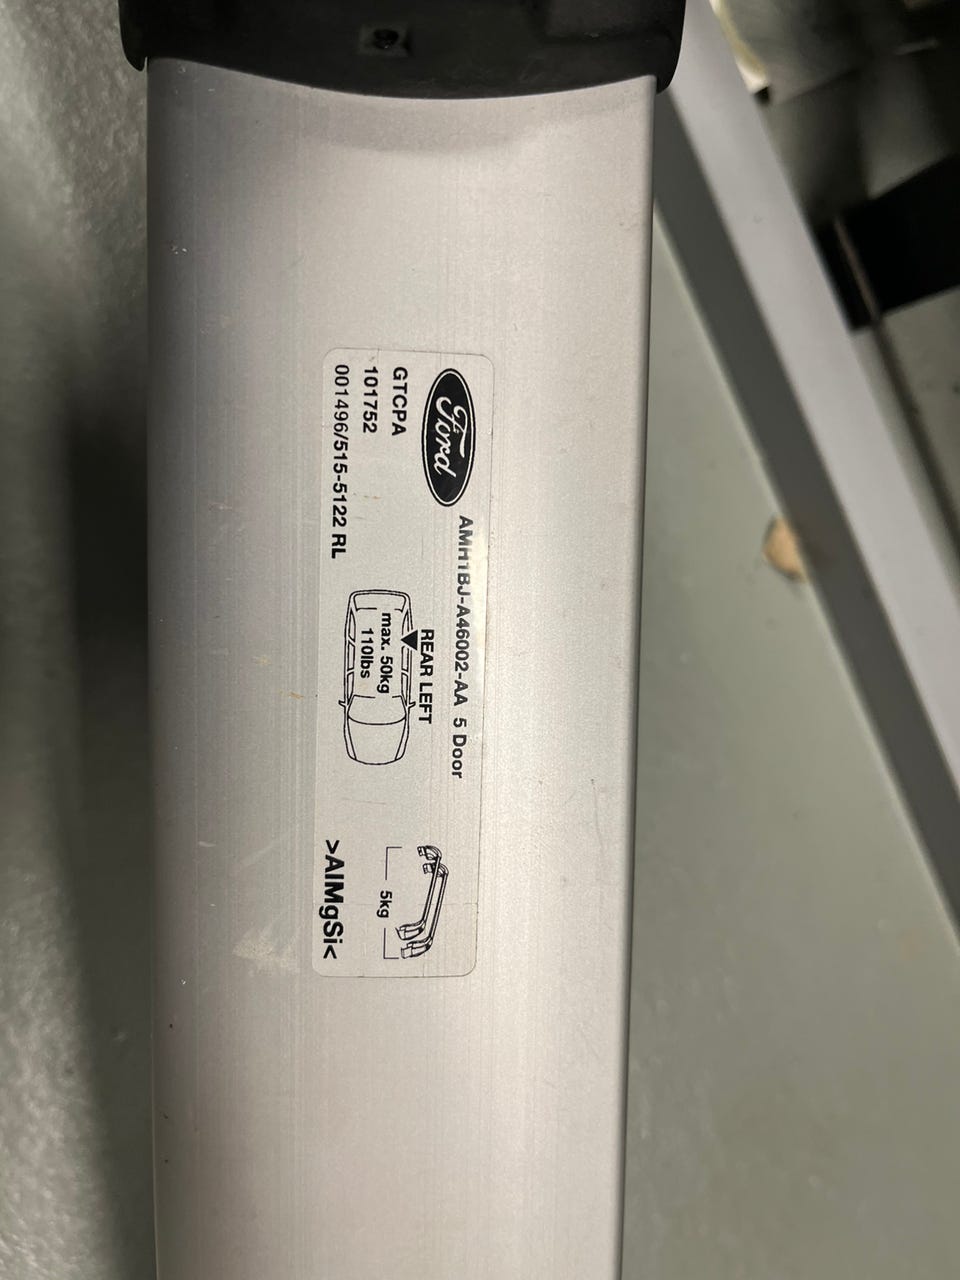 Ford
AMH1BJ-A46002-AA 5 Door
GTCPA
101752
001496/515-5122 RL
REAR LEFT
max. 50kg
110lbs
5kg
>AlMgSi<